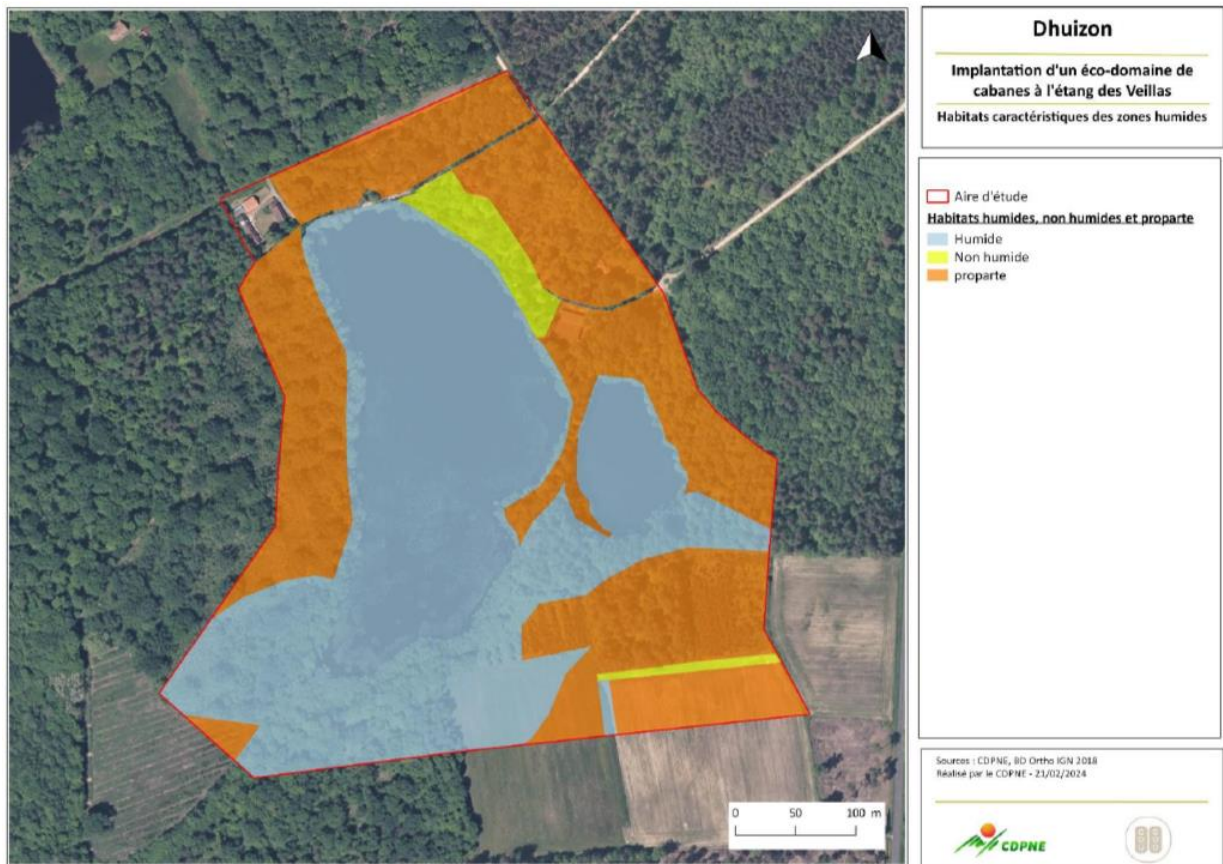 Dhuizon
Implantation d'un éco-domaine de
cabanes à l'étang des Veillas
Habitats caractéristiques des zones humides
Aire d'étude
Habitats humides, non humides et proparte
Humide
Non humide
proparte
Sources : CDPNE, BD Ortho IGN 2018
Réalisé par le CDPNE - 21/02/2024
0 50 100 m
CDPNE